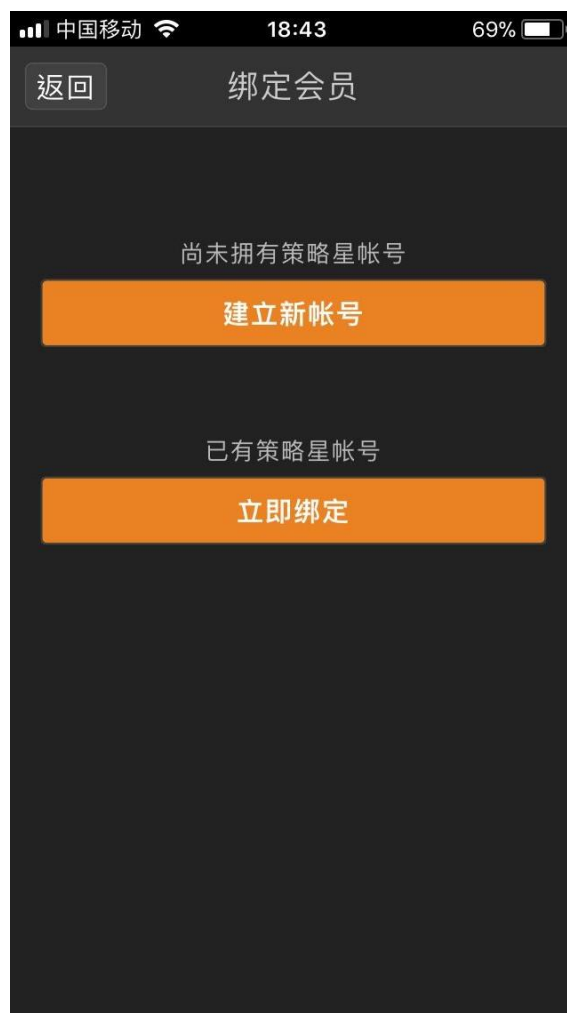 中国移动 18:43 69%
返回 绑定会员
尚未拥有策略星帐号
建立新帐号
已有策略星帐号
立即绑定